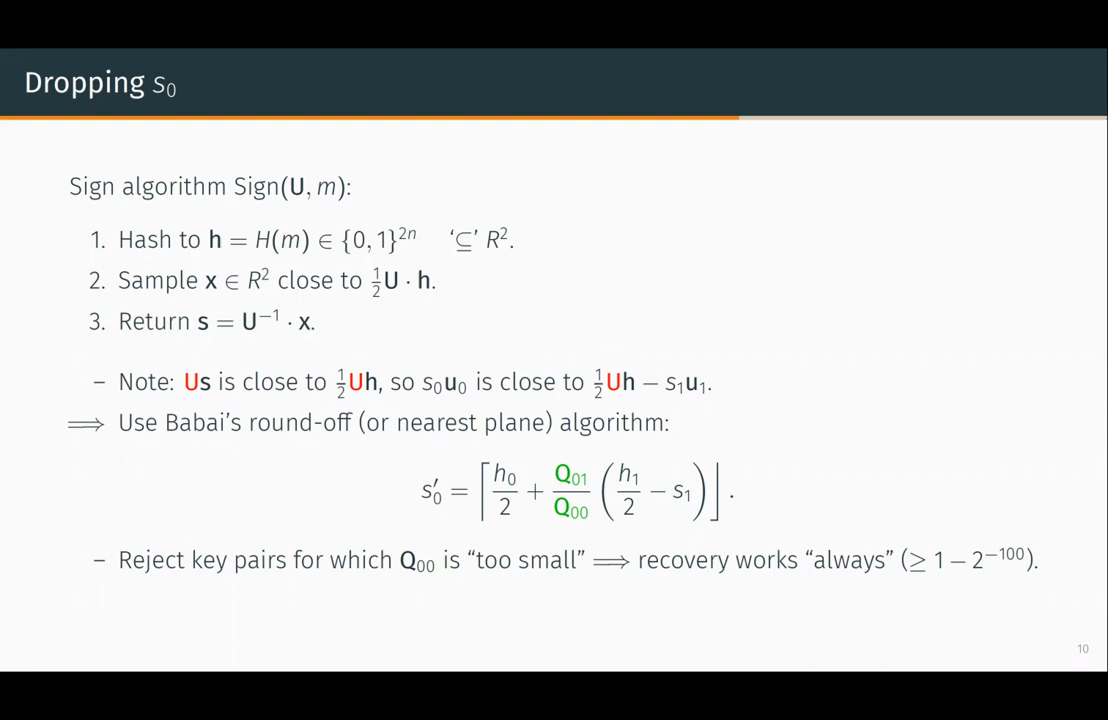 Dropping s₀
Sign algorithm Sign(U, m):
1. Hash to h = H(m) ∈ {0, 1}²ⁿ ‘⊆’ R².
2. Sample x ∈ R² close to ½U · h.
3. Return s = U⁻¹ · x.
– Note: Us is close to ½Uh, so s₀u₀ is close to ½Uh − s₁u₁.
⟹ Use Babai’s round-off (or nearest plane) algorithm:
s′₀ = ⌈h₀/2 + Q₀₁/Q₀₀ (h₁/2 − s₁)⌋.
– Reject key pairs for which Q₀₀ is “too small” ⟹ recovery works “always” (≥ 1 − 2⁻¹⁰⁰).
10